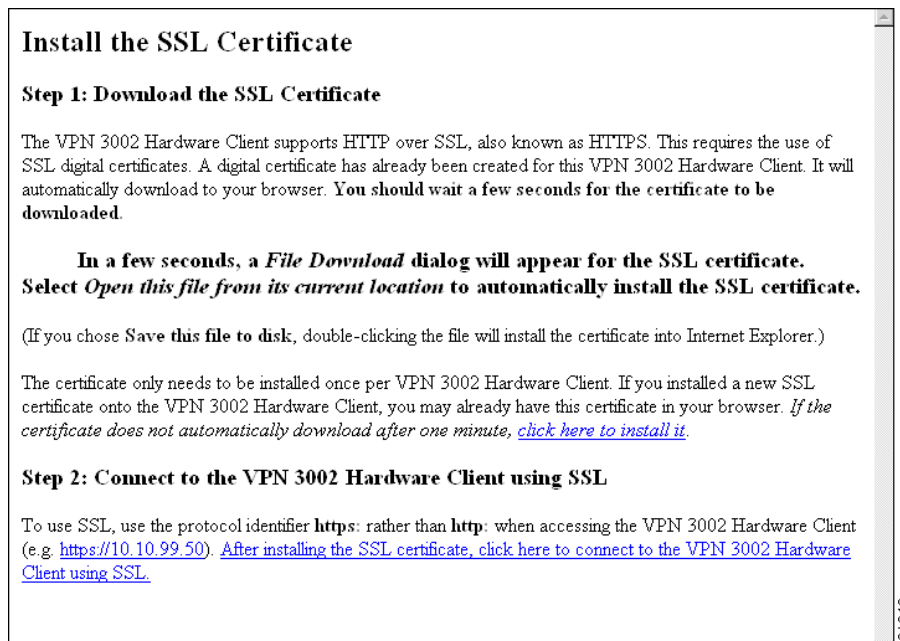 Install the SSL Certificate
Step 1: Download the SSL Certificate
The VPN 3002 Hardware Client supports HTTP over SSL, also known as HTTPS. This requires the use of
SSL digital certificates. A digital certificate has already been created for this VPN 3002 Hardware Client. It will
automatically download to your browser. You should wait a few seconds for the certificate to be
downloaded.
In a few seconds, a File Download dialog will appear for the SSL certificate.
Select Open this file from its current location to automatically install the SSL certificate.
(If you chose Save this file to disk, double-clicking the file will install the certificate into Internet Explorer.)
The certificate only needs to be installed once per VPN 3002 Hardware Client. If you installed a new SSL
certificate onto the VPN 3002 Hardware Client, you may already have this certificate in your browser. If the
certificate does not automatically download after one minute, click here to install it.
Step 2: Connect to the VPN 3002 Hardware Client using SSL
To use SSL, use the protocol identifier https: rather than http: when accessing the VPN 3002 Hardware Client
(e.g. https://10.10.99.50). After installing the SSL certificate, click here to connect to the VPN 3002 Hardware
Client using SSL.